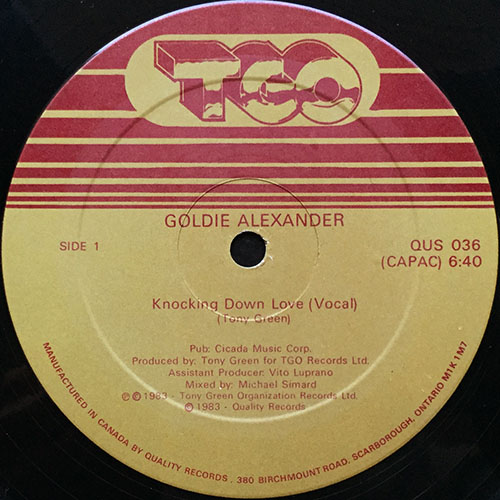 TGO
GOLDIE ALEXANDER
SIDE 1
QUS 036
(CAPAC) 6:40
Knocking Down Love (Vocal)
(Tony Green)
Pub: Cicada Music Corp.
Produced by: Tony Green for TGO Records Ltd.
Assistant Producer: Vito Luprano
Mixed by: Michael Simard
℗©1983 - Tony Green Organization Records Ltd.
©1983 - Quality Records
MANUFACTURED IN CANADA BY QUALITY RECORDS . 380 BIRCHMOUNT ROAD, SCARBOROUGH, ONTARIO M1K 1M7